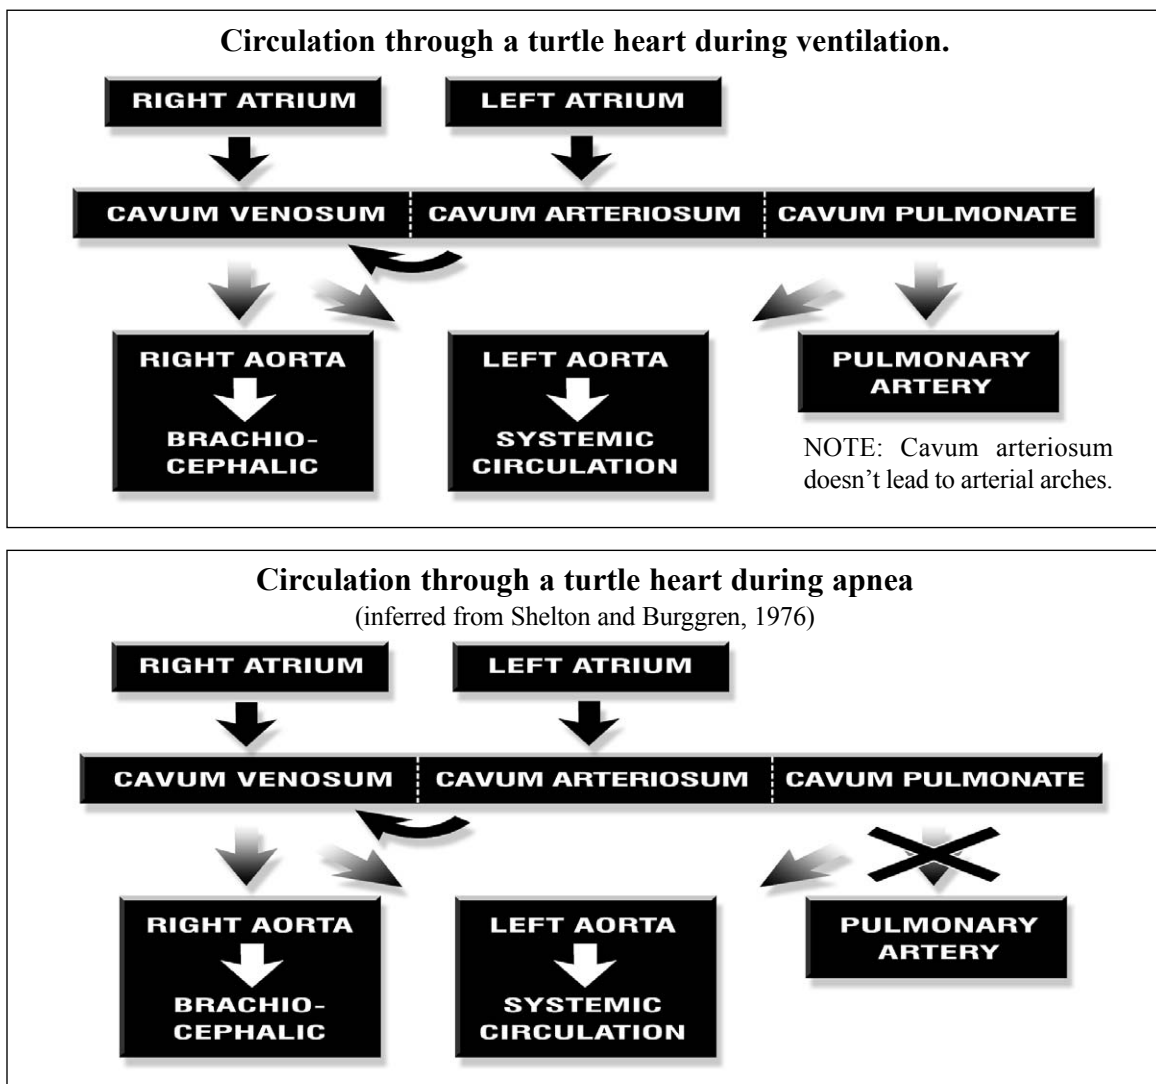 Circulation through a turtle heart during ventilation.
RIGHT ATRIUM
LEFT ATRIUM
CAVUM VENOSUM
CAVUM ARTERIOSUM
CAVUM PULMONATE
RIGHT AORTA
BRACHIO-
CEPHALIC
LEFT AORTA
SYSTEMIC
CIRCULATION
PULMONARY
ARTERY
NOTE: Cavum arteriosum
doesn't lead to arterial arches.
Circulation through a turtle heart during apnea
(inferred from Shelton and Burggren, 1976)
RIGHT ATRIUM
LEFT ATRIUM
CAVUM VENOSUM
CAVUM ARTERIOSUM
CAVUM PULMONATE
RIGHT AORTA
BRACHIO-
CEPHALIC
LEFT AORTA
SYSTEMIC
CIRCULATION
PULMONARY
ARTERY